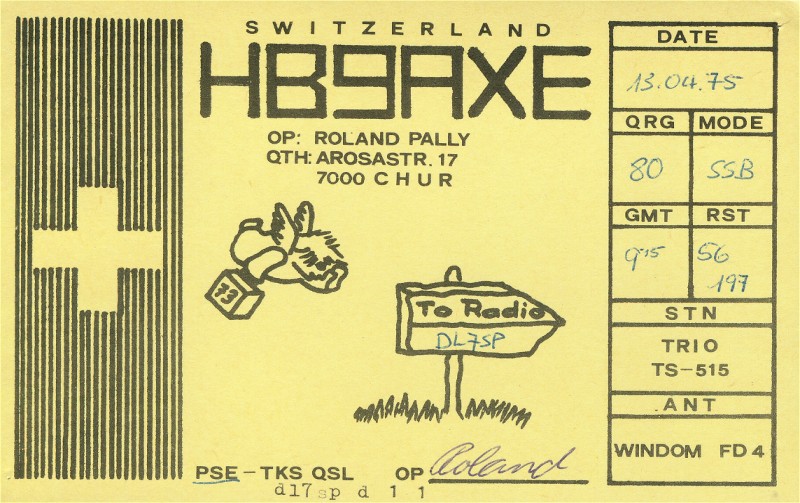 SWITZERLAND
HB9AXE
OP: ROLAND PALLY
QTH: AROSASTR. 17
7000 CHUR
73
To Radio
DL7SP
PSE - TKS QSL OP Roland
dl7sp d 1 1
DATE
13.04.75
QRG MODE
80 SSB
GMT RST
9¹⁵ 56
197
STN
TRIO
TS-515
ANT
WINDOM FD4